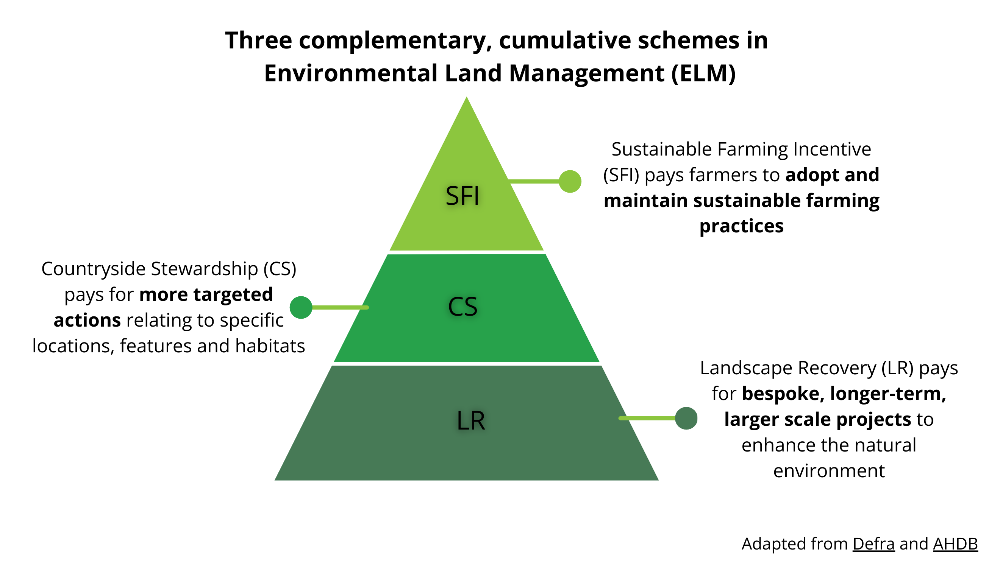 Three complementary, cumulative schemes in
Environmental Land Management (ELM)
Sustainable Farming Incentive
(SFI) pays farmers to adopt and
maintain sustainable farming
practices
SFI
Countryside Stewardship (CS)
pays for more targeted
actions relating to specific
locations, features and habitats
CS
Landscape Recovery (LR) pays
for bespoke, longer-term,
larger scale projects to
enhance the natural
environment
LR
Adapted from Defra and AHDB